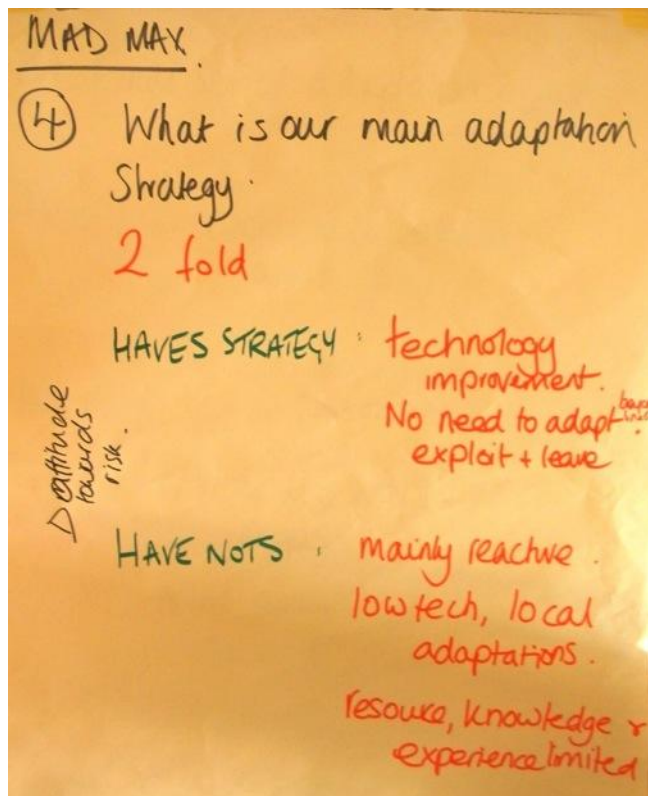 MAD MAX.
④ What is our main adaptation
Strategy.
2 fold
HAVES STRATEGY : technology
improvement.
No need to adapt
exploit + leave
Δ attitude
towards
risk.
HAVE NOTS : mainly reactive.
low tech, local
adaptations.
resource, knowledge +
experience limited